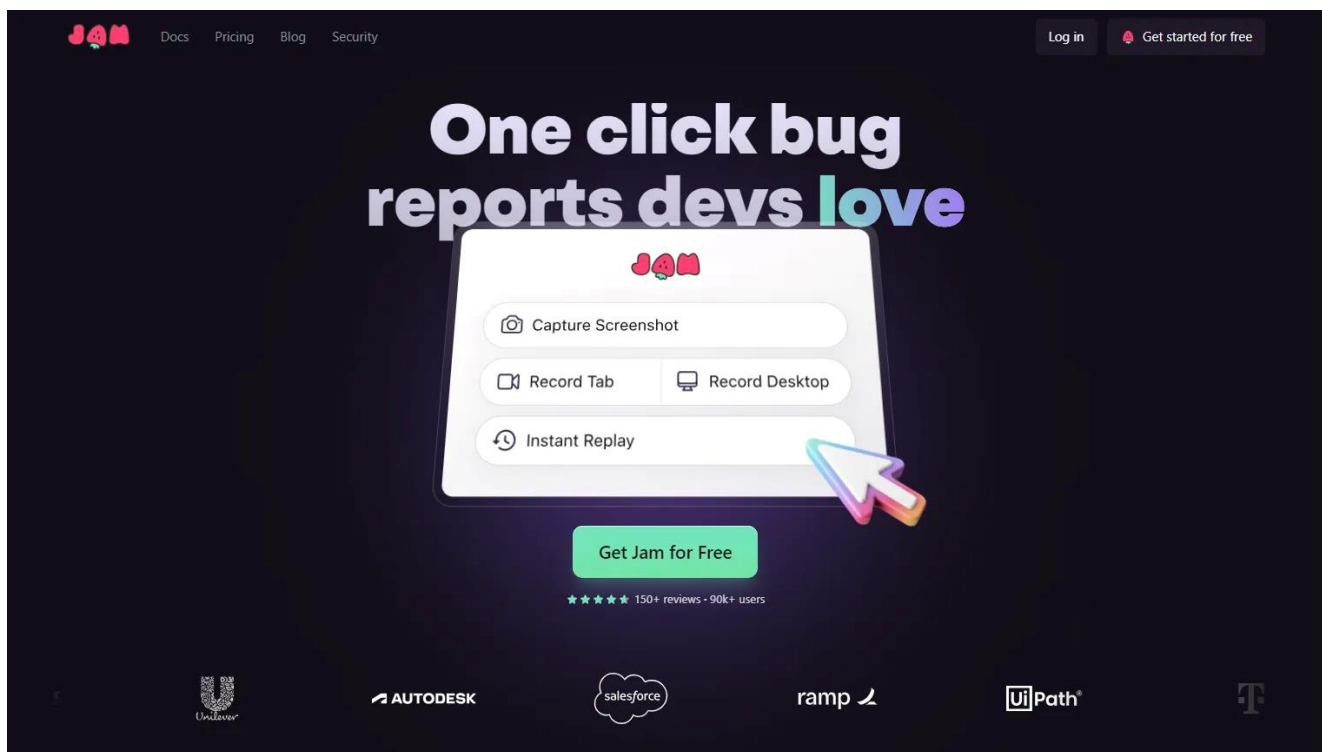 JAM
Docs Pricing Blog Security
Log in
Get started for free
One click bug
reports devs love
JAM
Capture Screenshot
Record Tab
Record Desktop
Instant Replay
Get Jam for Free
150+ reviews - 90k+ users
Unilever
AUTODESK
salesforce
ramp
UiPath®
T